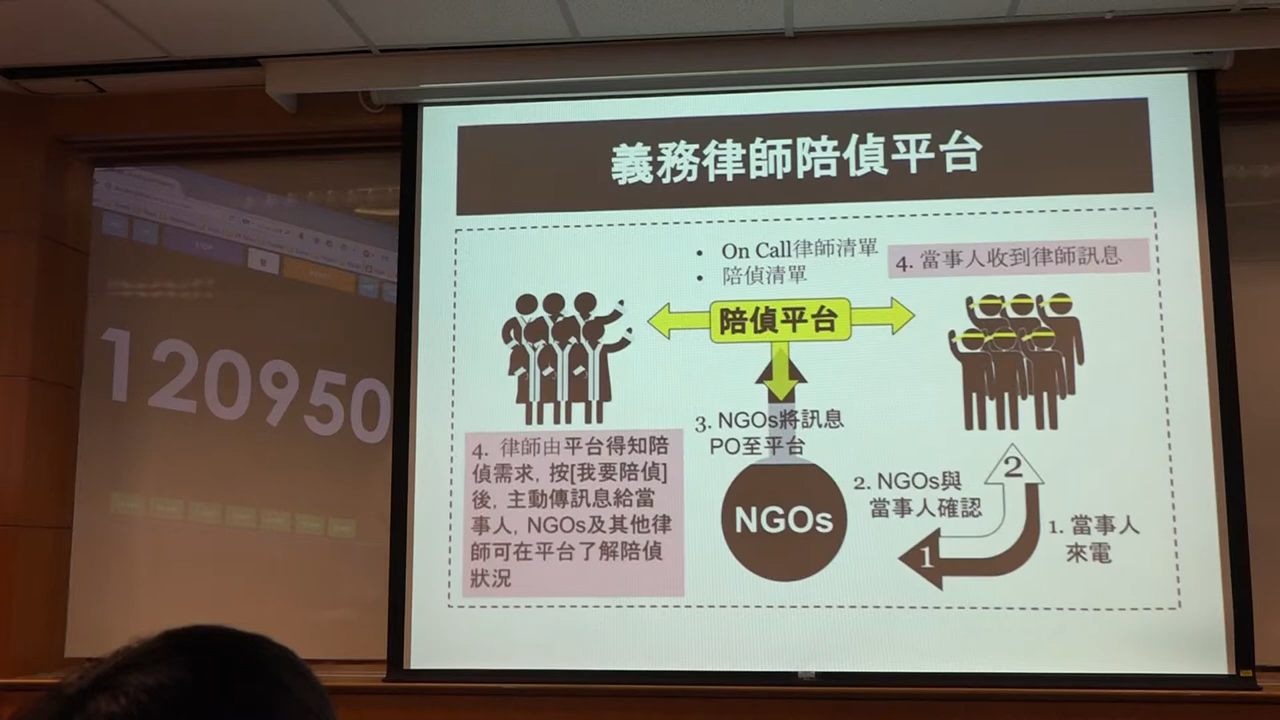 義務律師陪偵平台
• On Call律師清單
• 陪偵清單
4. 當事人收到律師訊息
陪偵平台
3. NGOs將訊息
PO至平台
4. 律師由平台得知陪
偵需求, 按[我要陪偵]
後, 主動傳訊息給當
事人, NGOs及其他律
師可在平台了解陪偵
狀況
NGOs
2. NGOs與
當事人確認
2
1
1. 當事人
來電
120950